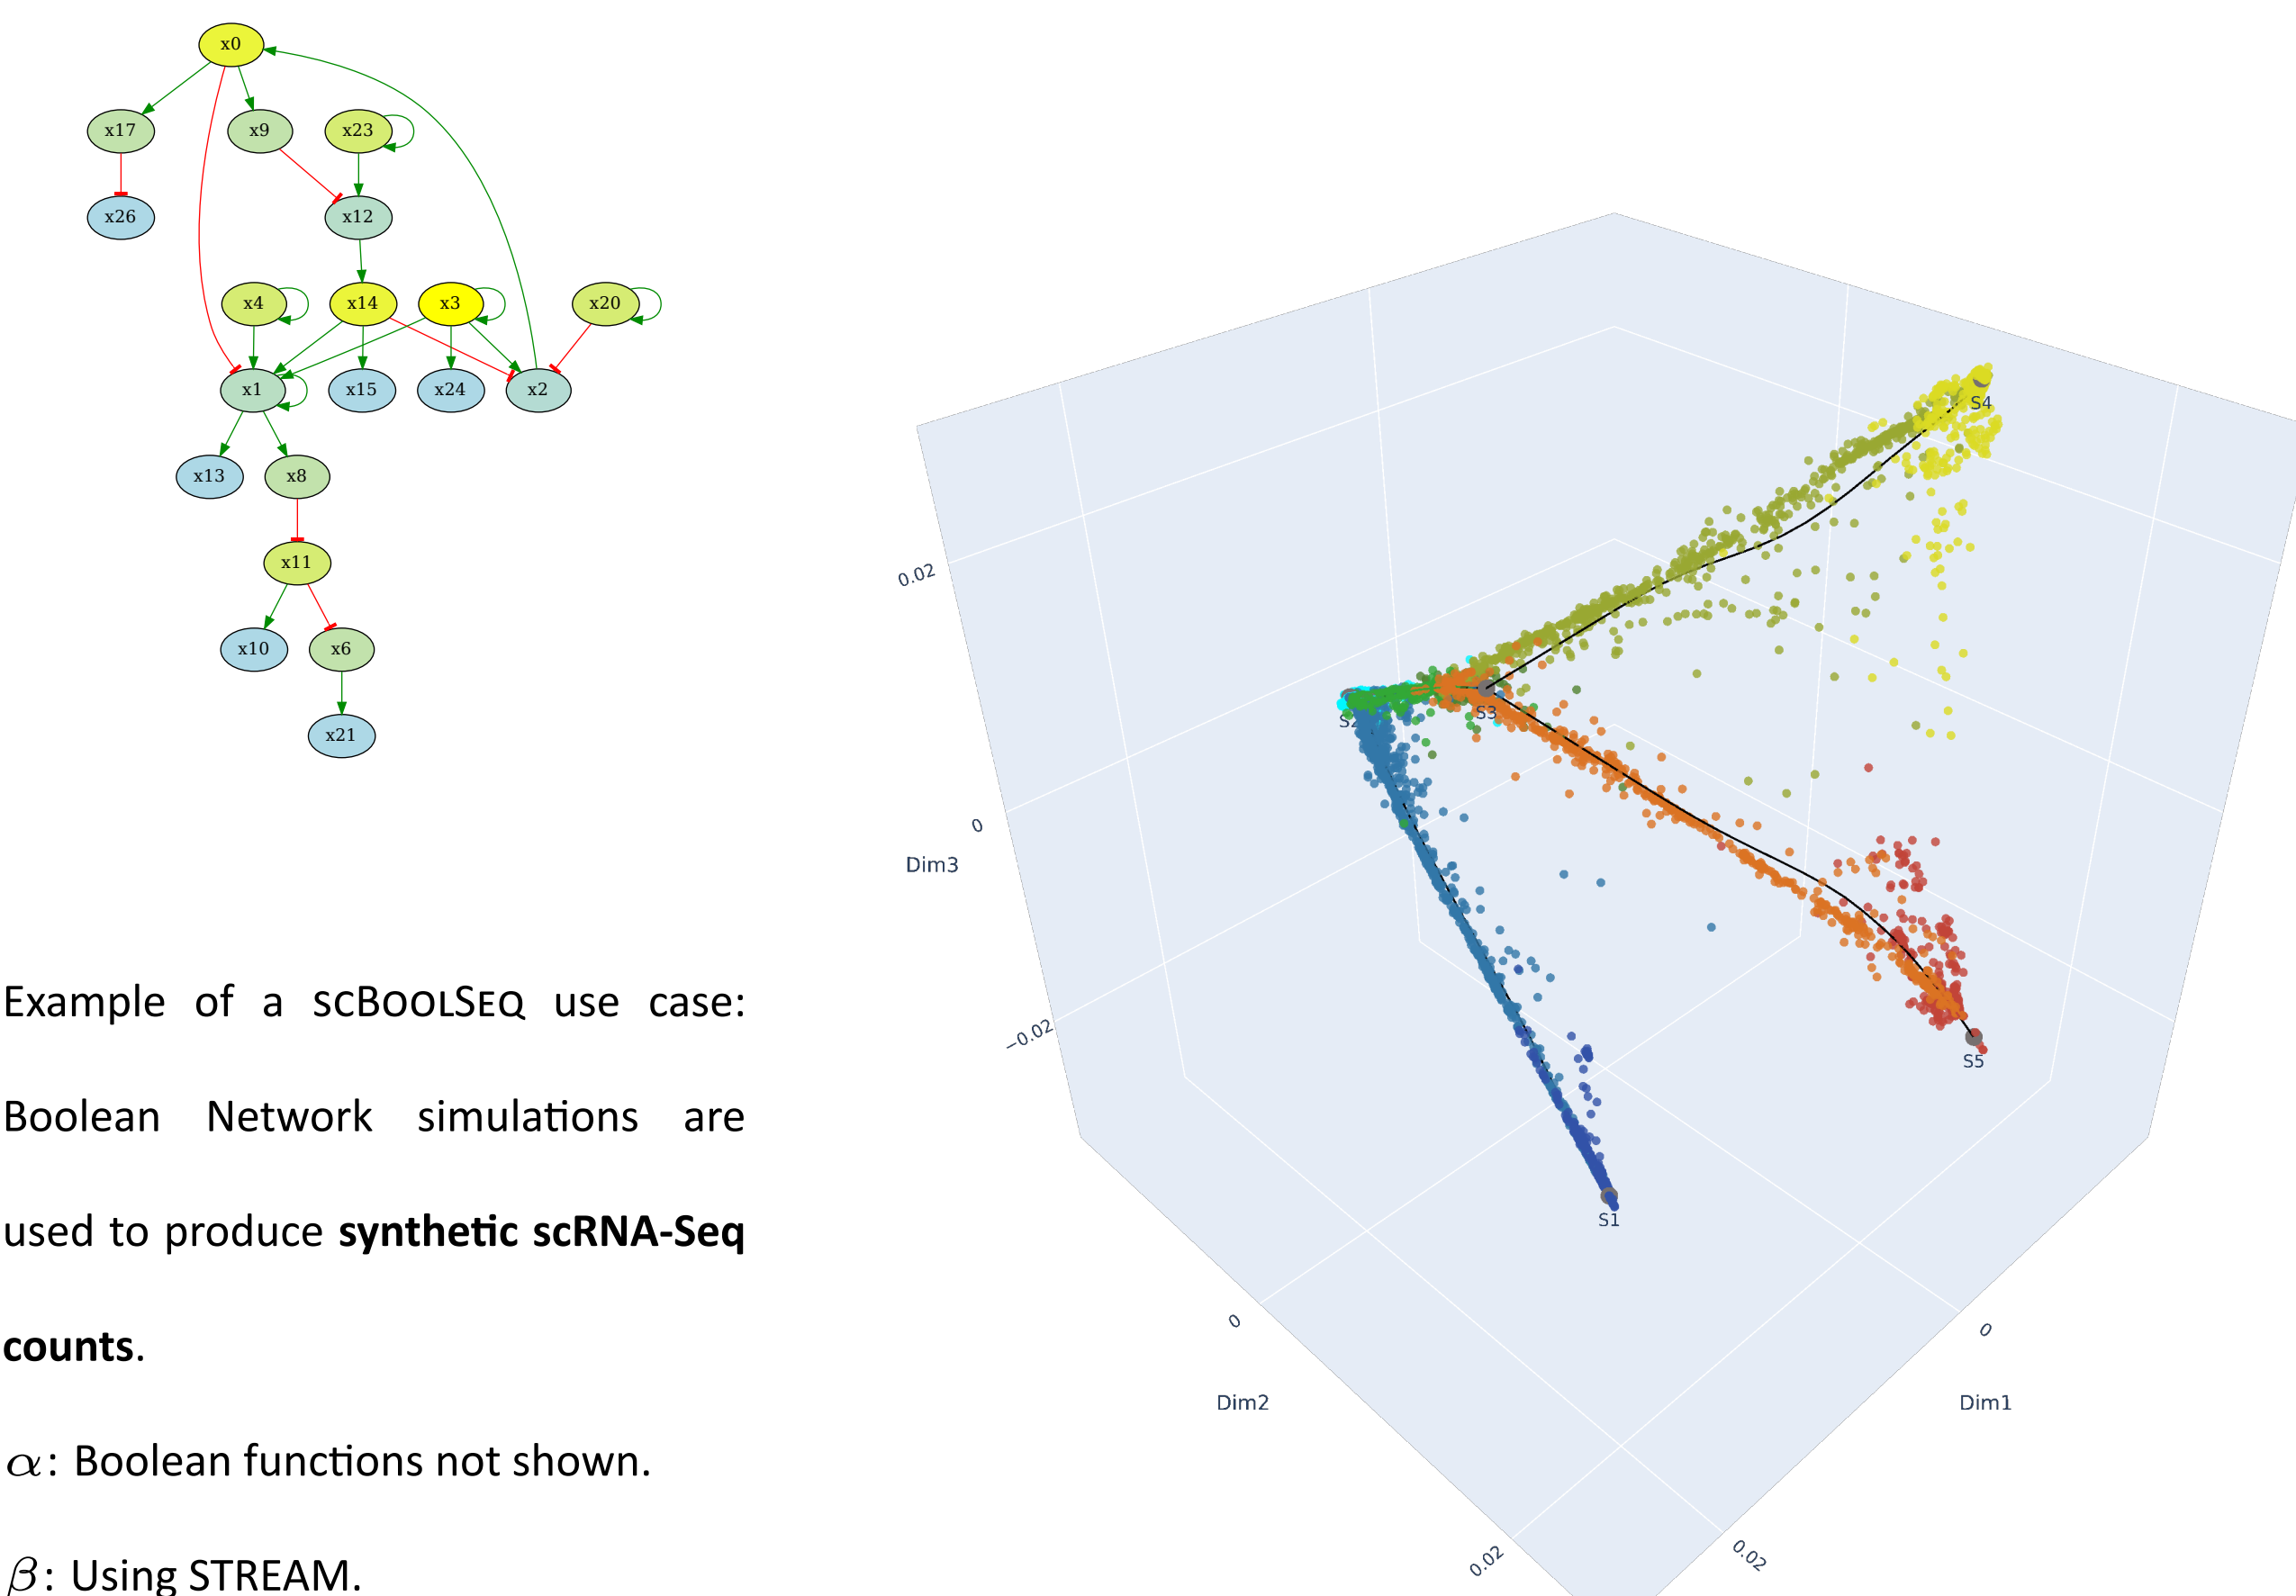 x0
x17
x9
x23
x26
x12
x4
x14
x3
x20
x1
x15
x24
x2
x13
x8
x11
x10
x6
x21
Example of a SCBOOLSEQ use case:
Boolean Network simulations are
used to produce synthetic scRNA-Seq
counts.
α: Boolean functions not shown.
β: Using STREAM.
S4
0.02
S2
S3
0
Dim3
−0.02
S5
S1
0
0
Dim2
Dim1
0.02
0.02